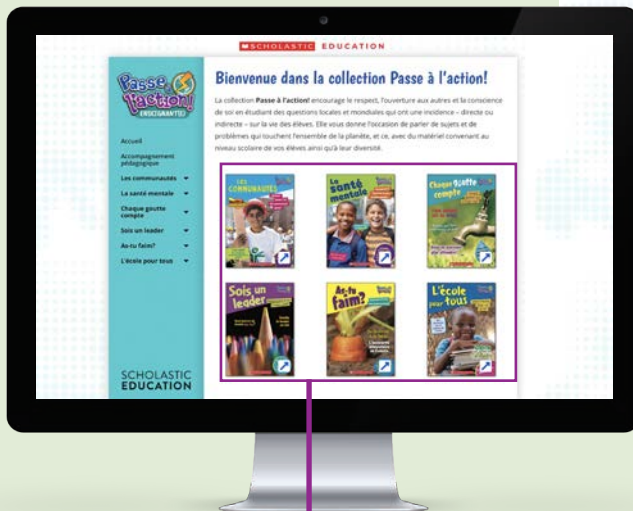 SCHOLASTIC EDUCATION
Passe à
l'action!
ENSEIGNANT(E)
Accueil
Accompagnement
pédagogique
Les communautés
La santé mentale
Chaque goutte
compte
Sois un leader
As-tu faim?
L'école pour tous
SCHOLASTIC
EDUCATION
Bienvenue dans la collection Passe à l'action!
La collection Passe à l'action! encourage le respect, l'ouverture aux autres et la conscience
de soi en étudiant des questions locales et mondiales qui ont une incidence – directe ou
indirecte – sur la vie des élèves. Elle vous donne l'occasion de parler de sujets et de
problèmes qui touchent l'ensemble de la planète, et ce, avec du matériel convenant au
niveau scolaire de vos élèves ainsi qu'à leur diversité.
LES
COMMUNAUTÉS
La
santé
mentale
Chaque goutte
compte
Sois un
leader
As-tu
faim?
L'école
pour tous